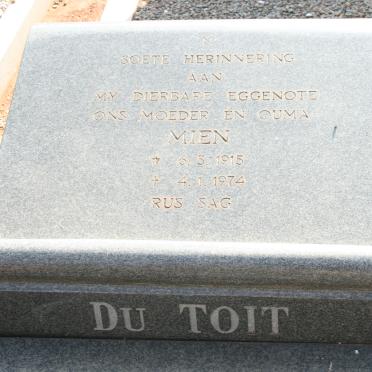 IN
SOETE HERINNERING
AAN
MY DIERBARE EGGENOTE
ONS MOEDER EN OUMA
MIEN
* 6.5.1915
† 4.1.1974
RUS SAG
DU TOIT